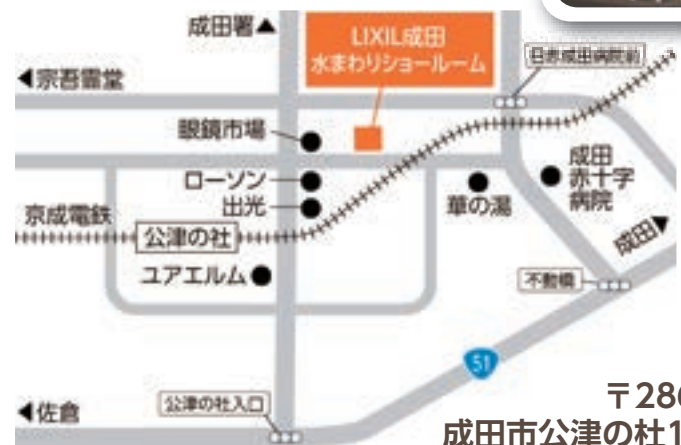 成田署▲
LIXIL成田
水まわりショールーム
日赤成田病院前
◀宗吾霊堂
眼鏡市場
ローソン
出光
京成電鉄
公津の杜
ユアエルム
華の湯
成田
赤十字
病院
成田▶
不動橋
51
公津の杜入口
◀佐倉
〒286
成田市公津の杜1